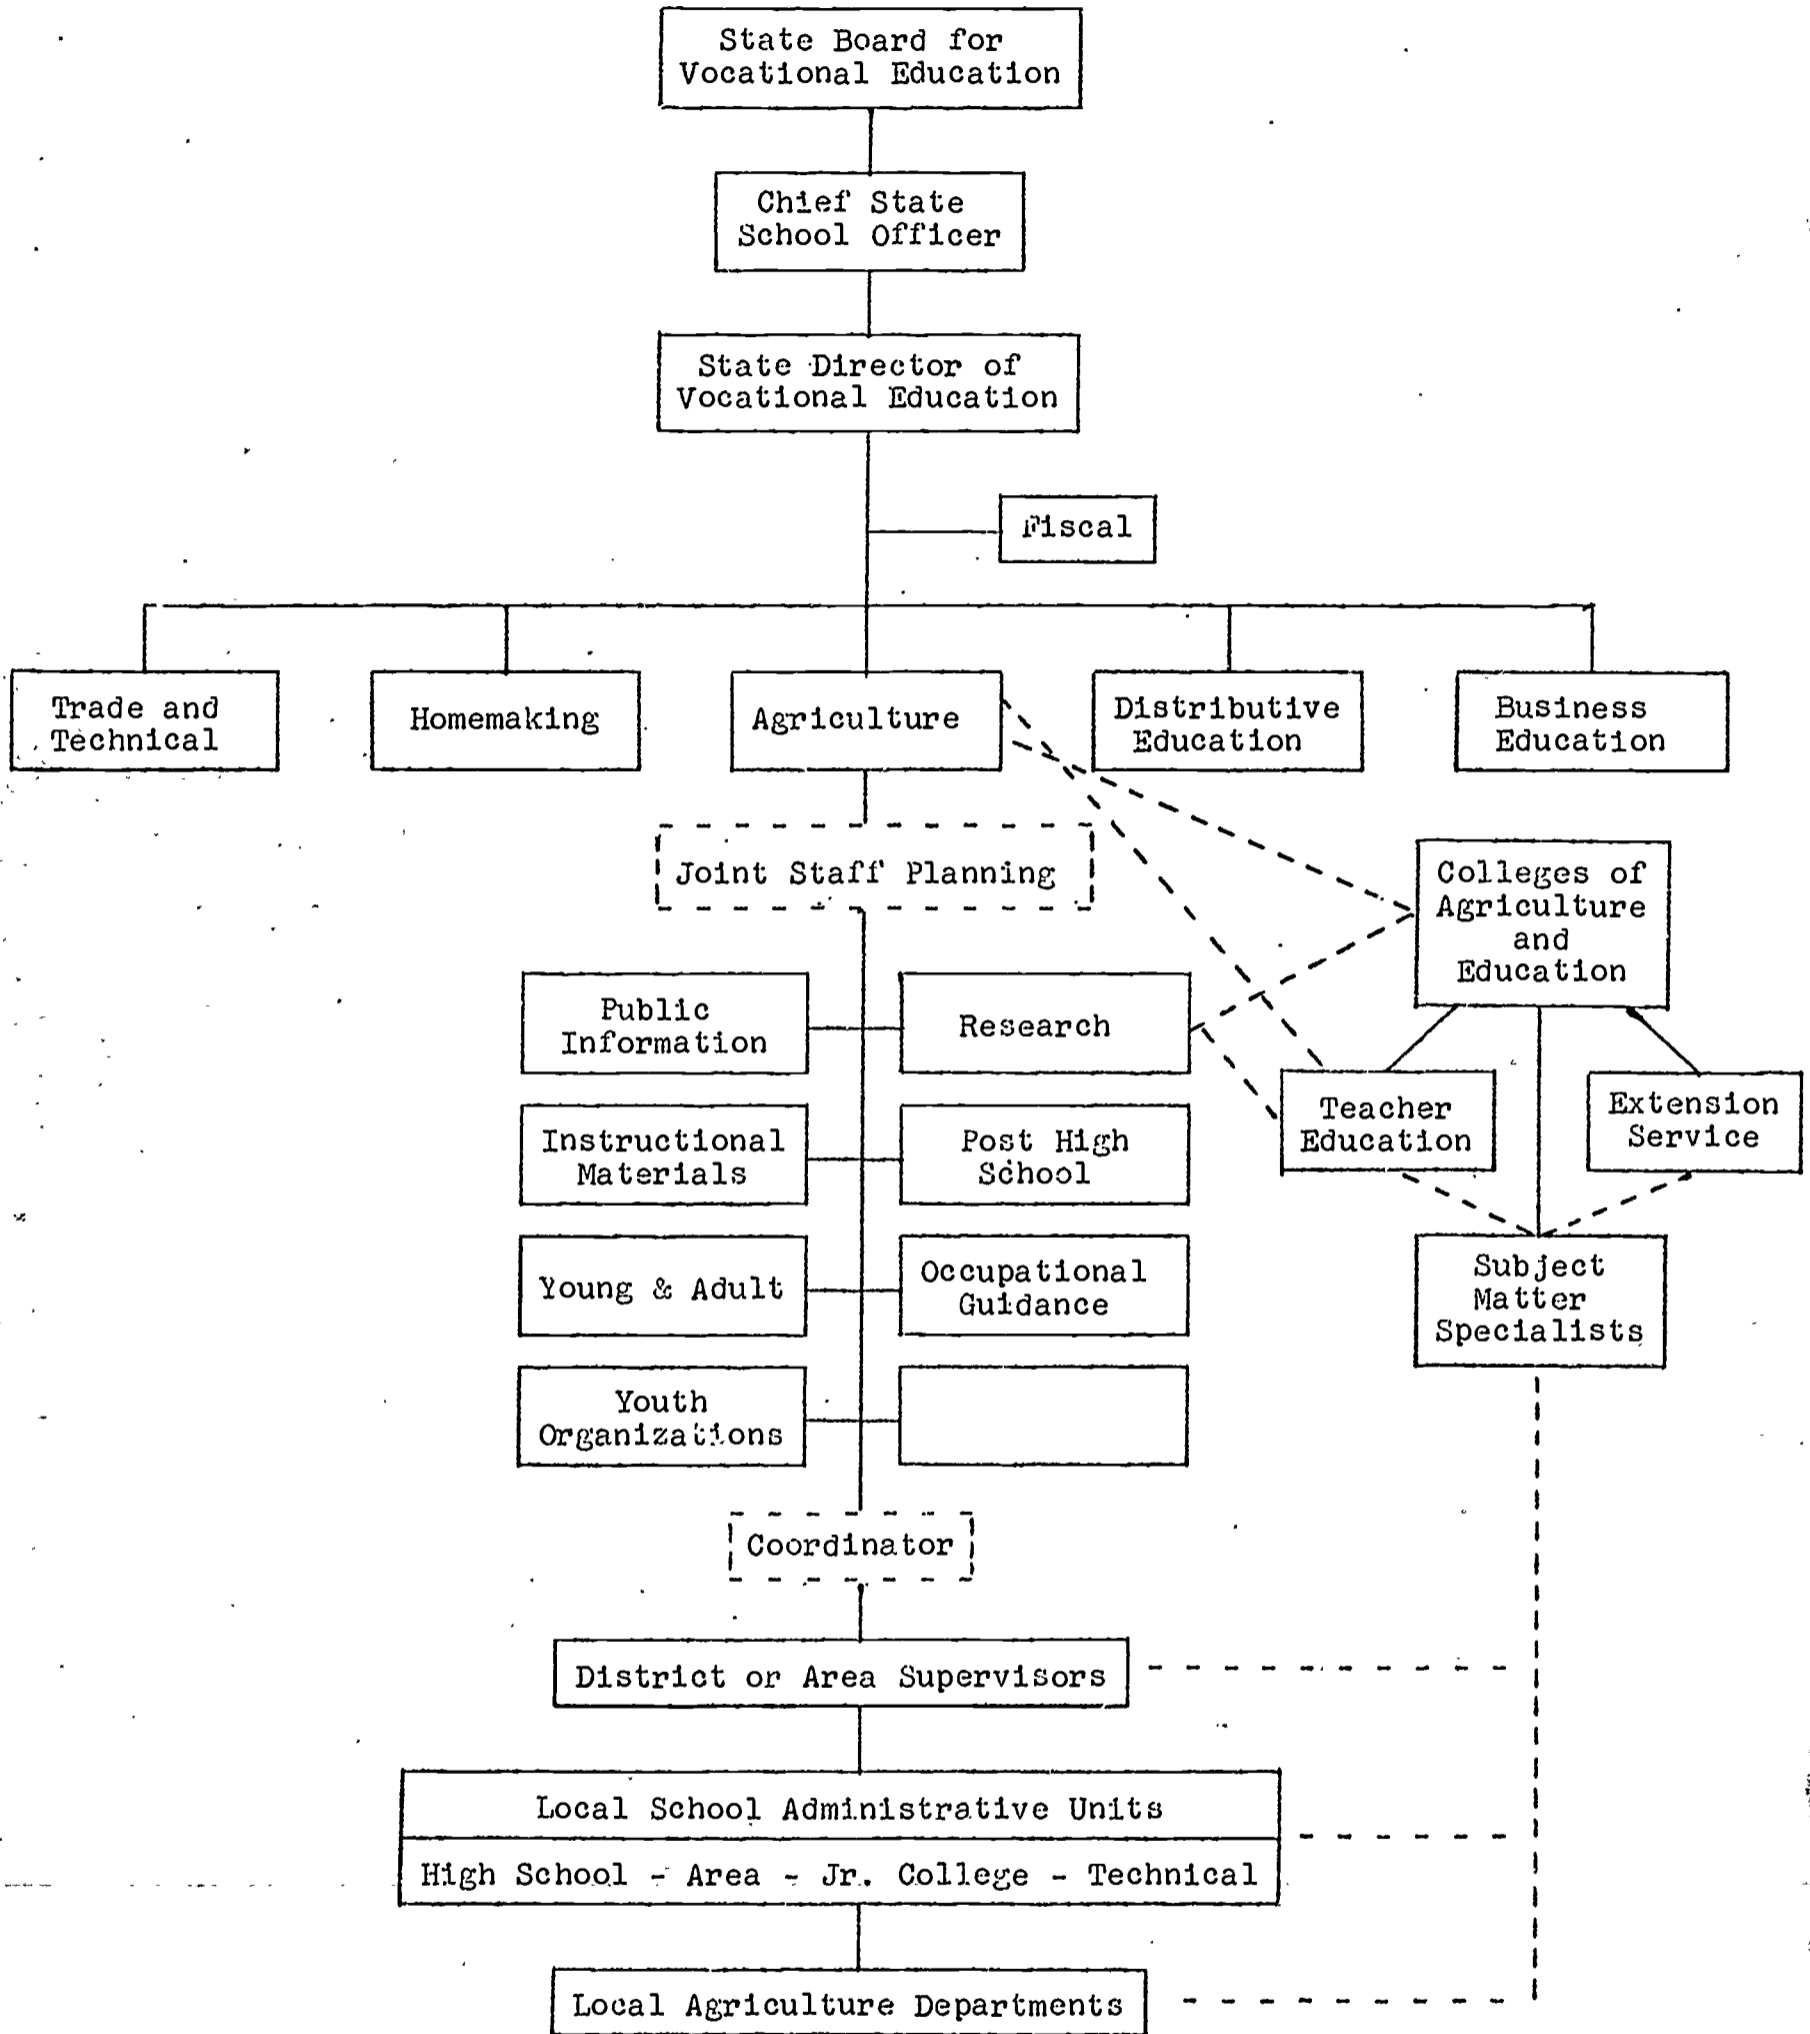 State Board for
Vocational Education
Chief State
School Officer
State Director of
Vocational Education
Fiscal
Trade and
Technical
Homemaking
Agriculture
Distributive
Education
Business
Education
Joint Staff Planning
Colleges of
Agriculture
and
Education
Public
Information
Research
Teacher
Education
Extension
Service
Instructional
Materials
Post High
School
Young & Adult
Occupational
Guidance
Subject
Matter
Specialists
Youth
Organizations
Coordinator
District or Area Supervisors
Local School Administrative Units
High School - Area - Jr. College - Technical
Local Agriculture Departments